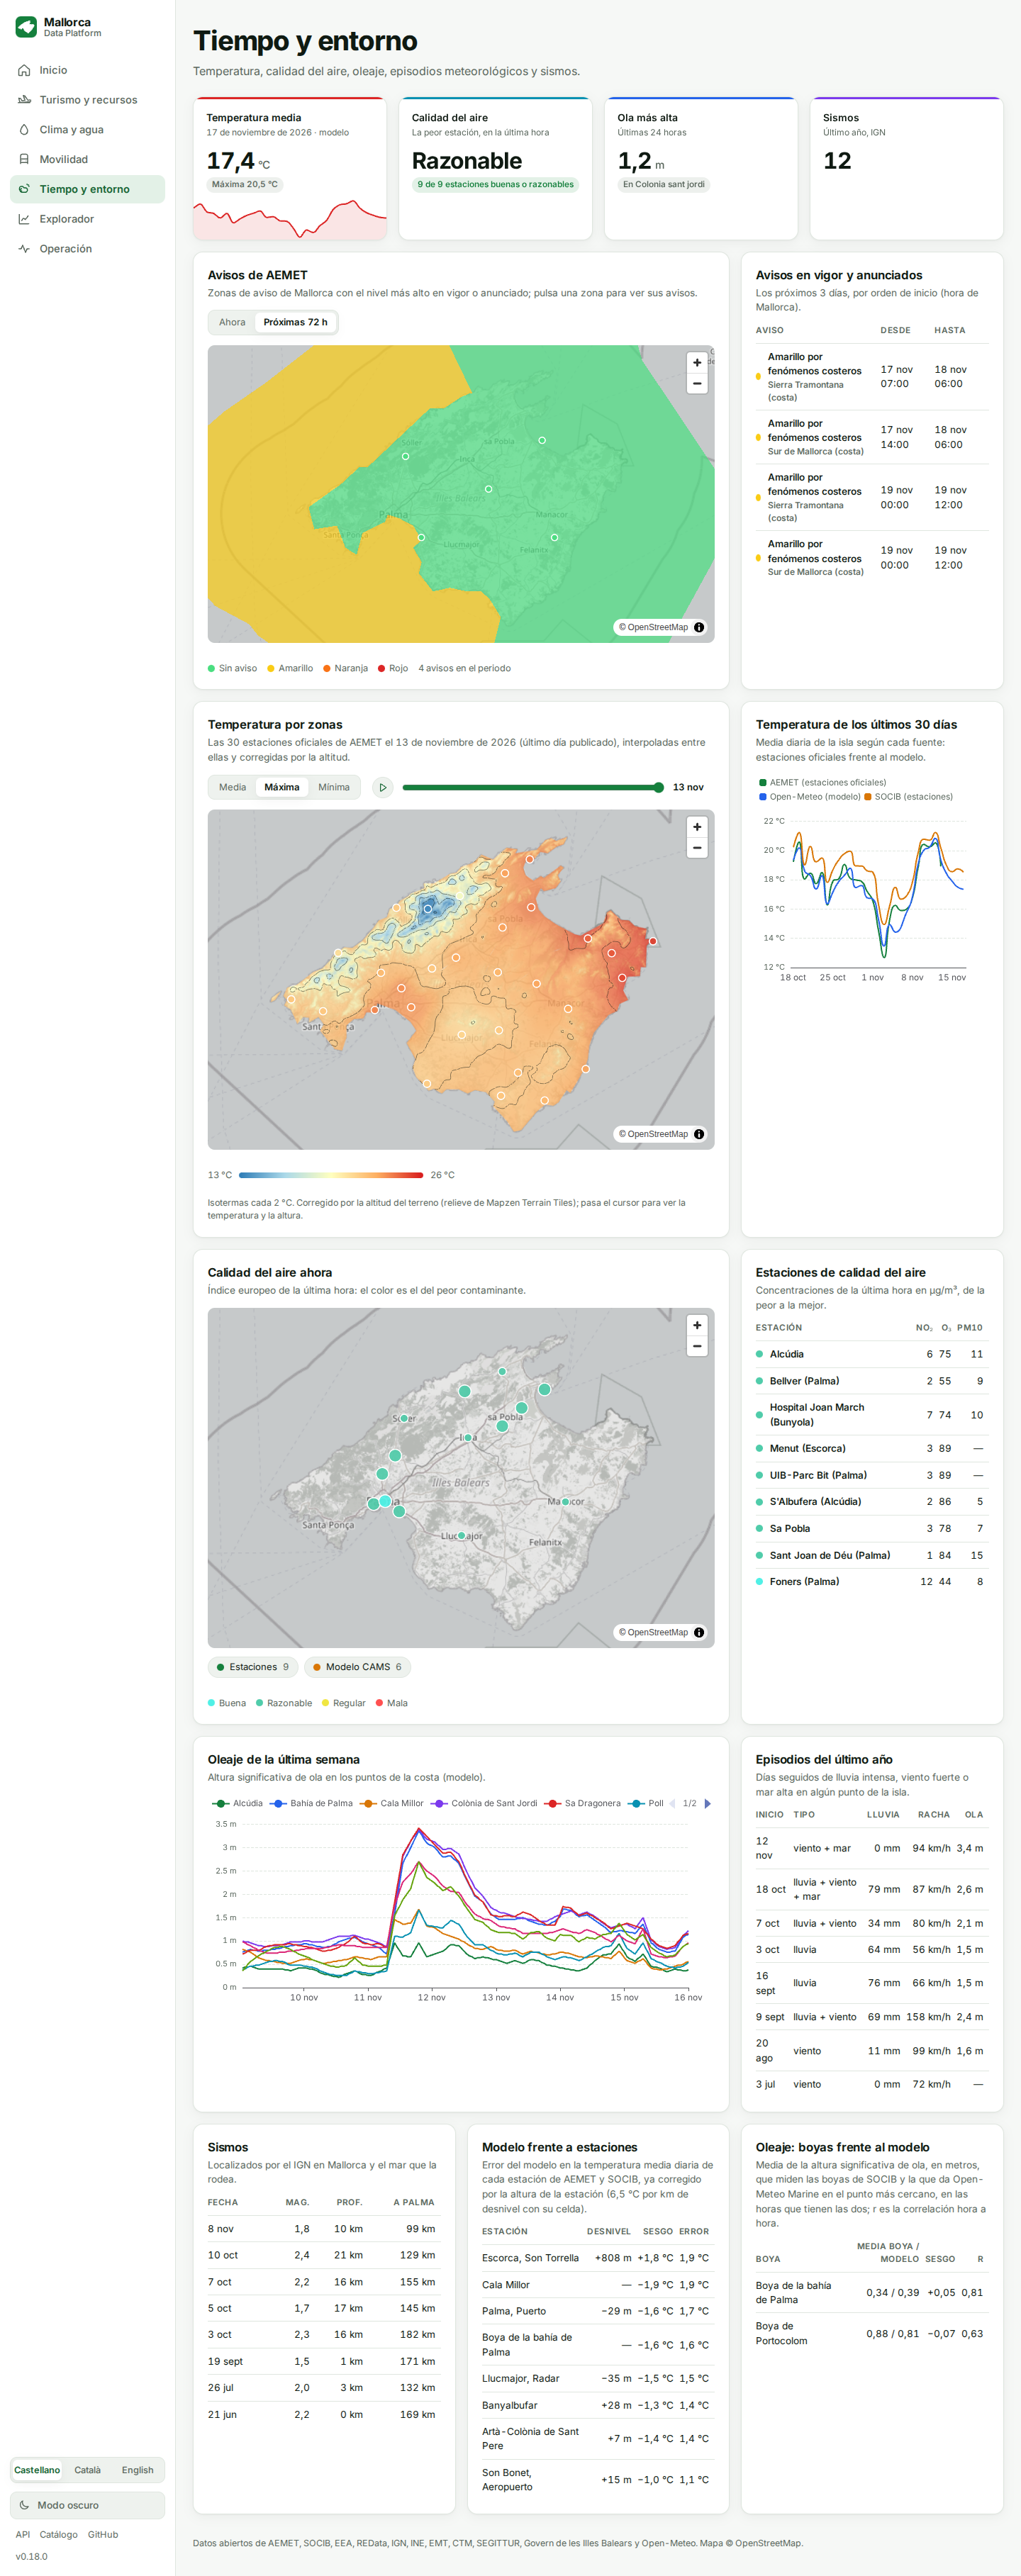 Mallorca
Data Platform
Inicio
Turismo y recursos
Clima y agua
Movilidad
Tiempo y entorno
Explorador
Operación
Castellano Català English
Modo oscuro
API Catálogo GitHub
v0.18.0
Tiempo y entorno
Temperatura, calidad del aire, oleaje, episodios meteorológicos y sismos.
Temperatura media
17 de noviembre de 2026 · modelo
17,4 °C
Máxima 20,5 °C
Calidad del aire
La peor estación, en la última hora
Razonable
9 de 9 estaciones buenas o razonables
Ola más alta
Últimas 24 horas
1,2 m
En Colonia sant jordi
Sismos
Último año, IGN
12
Avisos de AEMET
Zonas de aviso de Mallorca con el nivel más alto en vigor o anunciado; pulsa una zona para ver sus avisos.
Ahora Próximas 72 h
Sóller
sa Pobla
Inca
Illes Balears
Palma
Manacor
Santa Ponça
Llucmajor
Felanitx
© OpenStreetMap
Sin aviso Amarillo Naranja Rojo 4 avisos en el periodo
Avisos en vigor y anunciados
Los próximos 3 días, por orden de inicio (hora de
Mallorca).
AVISO DESDE HASTA
Amarillo por
fenómenos costeros
Sierra Tramontana
(costa)
17 nov
07:00
18 nov
06:00
Amarillo por
fenómenos costeros
Sur de Mallorca (costa)
17 nov
14:00
18 nov
06:00
Amarillo por
fenómenos costeros
Sierra Tramontana
(costa)
19 nov
00:00
19 nov
12:00
Amarillo por
fenómenos costeros
Sur de Mallorca (costa)
19 nov
00:00
19 nov
12:00
Temperatura por zonas
Las 30 estaciones oficiales de AEMET el 13 de noviembre de 2026 (último día publicado), interpoladas entre
ellas y corregidas por la altitud.
Media Máxima Mínima
13 nov
sa Pobla
Palma
Llucmajor
© OpenStreetMap
13 °C 26 °C
Isotermas cada 2 °C. Corregido por la altitud del terreno (relieve de Mapzen Terrain Tiles); pasa el cursor para ver la
temperatura y la altura.
Temperatura de los últimos 30 días
Media diaria de la isla según cada fuente:
estaciones oficiales frente al modelo.
AEMET (estaciones oficiales)
Open-Meteo (modelo) SOCIB (estaciones)
22 °C
20 °C
18 °C
16 °C
14 °C
12 °C
18 oct 25 oct 1 nov 8 nov 15 nov
Calidad del aire ahora
Índice europeo de la última hora: el color es el del peor contaminante.
sa Pobla
Illes Balears
Santa Ponça
Felanitx
© OpenStreetMap
Estaciones 9 Modelo CAMS 6
Buena Razonable Regular Mala
Estaciones de calidad del aire
Concentraciones de la última hora en µg/m³, de la
peor a la mejor.
ESTACIÓN NO₂ O₃ PM10
Alcúdia 6 75 11
Bellver (Palma) 2 55 9
Hospital Joan March
(Bunyola)
7 74 10
Menut (Escorca) 3 89 —
UIB-Parc Bit (Palma) 3 89 —
S'Albufera (Alcúdia) 2 86 5
Sa Pobla 3 78 7
Sant Joan de Déu (Palma) 1 84 15
Foners (Palma) 12 44 8
Oleaje de la última semana
Altura significativa de ola en los puntos de la costa (modelo).
Alcúdia Bahía de Palma Cala Millor Colònia de Sant Jordi Sa Dragonera Poll 1/2
3.5 m
3 m
2.5 m
2 m
1.5 m
1 m
0.5 m
0 m
10 nov 11 nov 12 nov 13 nov 14 nov 15 nov 16 nov
Episodios del último año
Días seguidos de lluvia intensa, viento fuerte o
mar alta en algún punto de la isla.
INICIO TIPO LLUVIA RACHA OLA
12
nov
viento + mar 0 mm 94 km/h 3,4 m
18 oct
lluvia + viento
+ mar
79 mm 87 km/h 2,6 m
7 oct lluvia + viento 34 mm 80 km/h 2,1 m
3 oct lluvia 64 mm 56 km/h 1,5 m
16
sept
lluvia 76 mm 66 km/h 1,5 m
9 sept lluvia + viento 69 mm 158 km/h 2,4 m
20
ago
viento 11 mm 99 km/h 1,6 m
3 jul viento 0 mm 72 km/h —
Sismos
Localizados por el IGN en Mallorca y el mar que la
rodea.
FECHA MAG. PROF. A PALMA
8 nov 1,8 10 km 99 km
10 oct 2,4 21 km 129 km
7 oct 2,2 16 km 155 km
5 oct 1,7 17 km 145 km
3 oct 2,3 16 km 182 km
19 sept 1,5 1 km 171 km
26 jul 2,0 3 km 132 km
21 jun 2,2 0 km 169 km
Modelo frente a estaciones
Error del modelo en la temperatura media diaria de
cada estación de AEMET y SOCIB, ya corregido
por la altura de la estación (6,5 °C por km de
desnivel con su celda).
ESTACIÓN DESNIVEL SESGO ERROR
Escorca, Son Torrella +808 m +1,8 °C 1,9 °C
Cala Millor — −1,9 °C 1,9 °C
Palma, Puerto −29 m −1,6 °C 1,7 °C
Boya de la bahía de
Palma
— −1,6 °C 1,6 °C
Llucmajor, Radar −35 m −1,5 °C 1,5 °C
Banyalbufar +28 m −1,3 °C 1,4 °C
Artà-Colònia de Sant
Pere
+7 m −1,4 °C 1,4 °C
Son Bonet,
Aeropuerto
+15 m −1,0 °C 1,1 °C
Oleaje: boyas frente al modelo
Media de la altura significativa de ola, en metros,
que miden las boyas de SOCIB y la que da Open-
Meteo Marine en el punto más cercano, en las
horas que tienen las dos; r es la correlación hora a
hora.
BOYA
MEDIA BOYA /
MODELO
SESGO R
Boya de la bahía
de Palma
0,34 / 0,39 +0,05 0,81
Boya de
Portocolom
0,88 / 0,81 −0,07 0,63
Datos abiertos de AEMET, SOCIB, EEA, REData, IGN, INE, EMT, CTM, SEGITTUR, Govern de les Illes Balears y Open-Meteo. Mapa © OpenStreetMap.